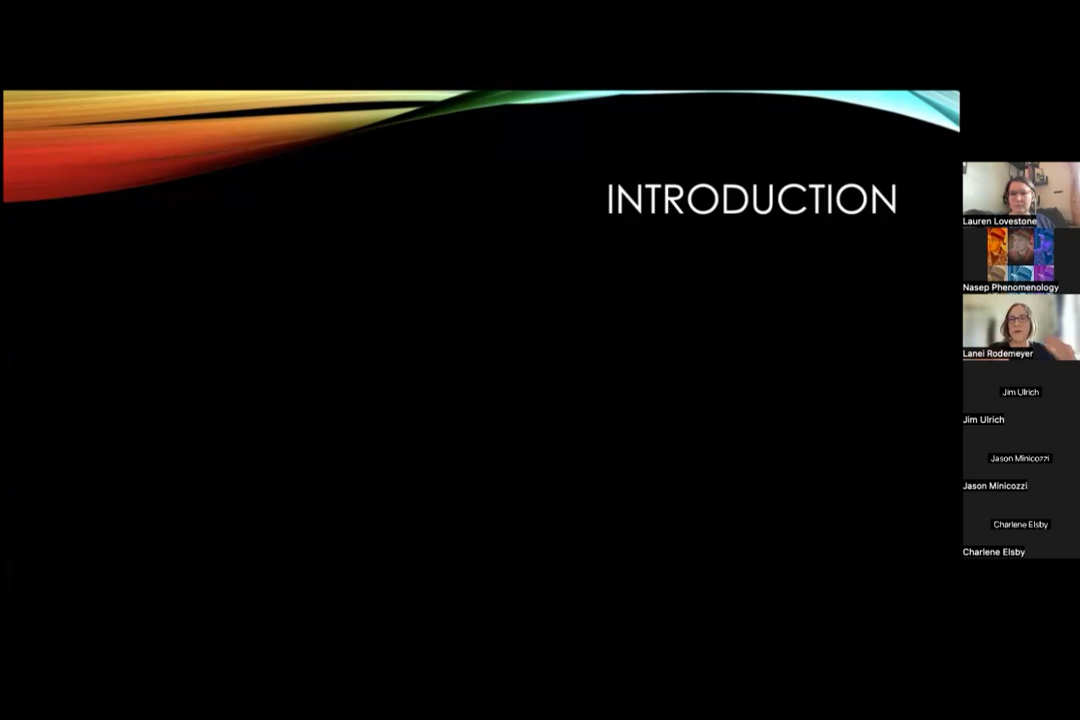 INTRODUCTION
Lauren Lovestone
Nasep Phenomenology
Lanei Rodemeyer
Jim Ulrich
Jim Ulrich
Jason Minicozzi
Jason Minicozzi
Charlene Elsby
Charlene Elsby